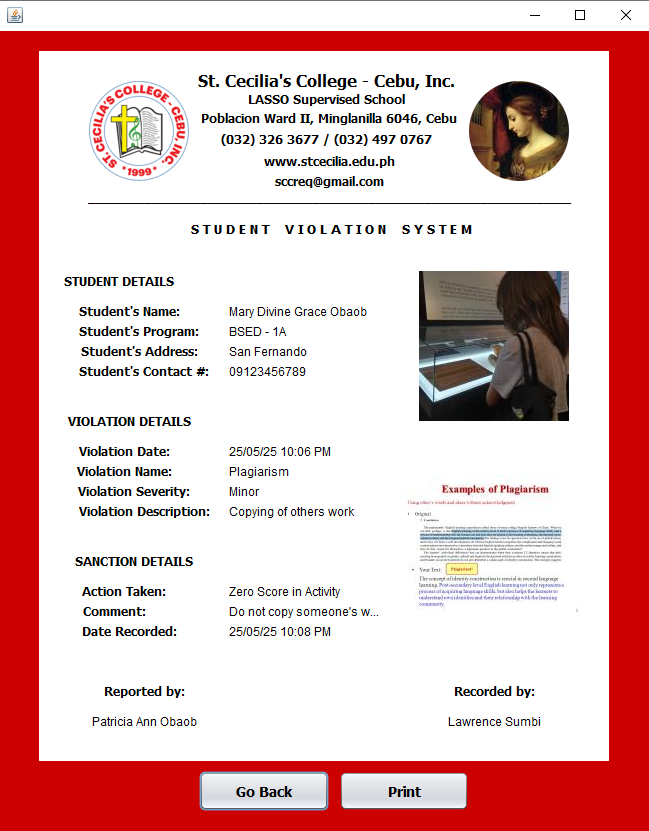 St. Cecilia's College - Cebu, Inc.
LASSO Supervised School
Poblacion Ward II, Minglanilla 6046, Cebu
(032) 326 3677 / (032) 497 0767
www.stcecilia.edu.ph
sccreq@gmail.com
ST. CECILIA'S COLLEGE - CEBU, INC.
* 1999 *
STUDENT VIOLATION SYSTEM
STUDENT DETAILS
Student's Name: Mary Divine Grace Obaob
Student's Program: BSED - 1A
Student's Address: San Fernando
Student's Contact #: 09123456789
VIOLATION DETAILS
Violation Date: 25/05/25 10:06 PM
Violation Name: Plagiarism
Violation Severity: Minor
Violation Description: Copying of others work
Examples of Plagiarism
Using other's words and ideas without acknowledgement
• Original
• Your Text: Plagiarized!
The concept of identity construction is crucial in second language
learning. Post-secondary level English learning not only represents a
process of acquiring language skills, but also helps the learners to
understand own identities and their relationship with the learning
community
SANCTION DETAILS
Action Taken: Zero Score in Activity
Comment: Do not copy someone's w...
Date Recorded: 25/05/25 10:08 PM
Reported by: Recorded by:
Patricia Ann Obaob Lawrence Sumbi
Go Back Print